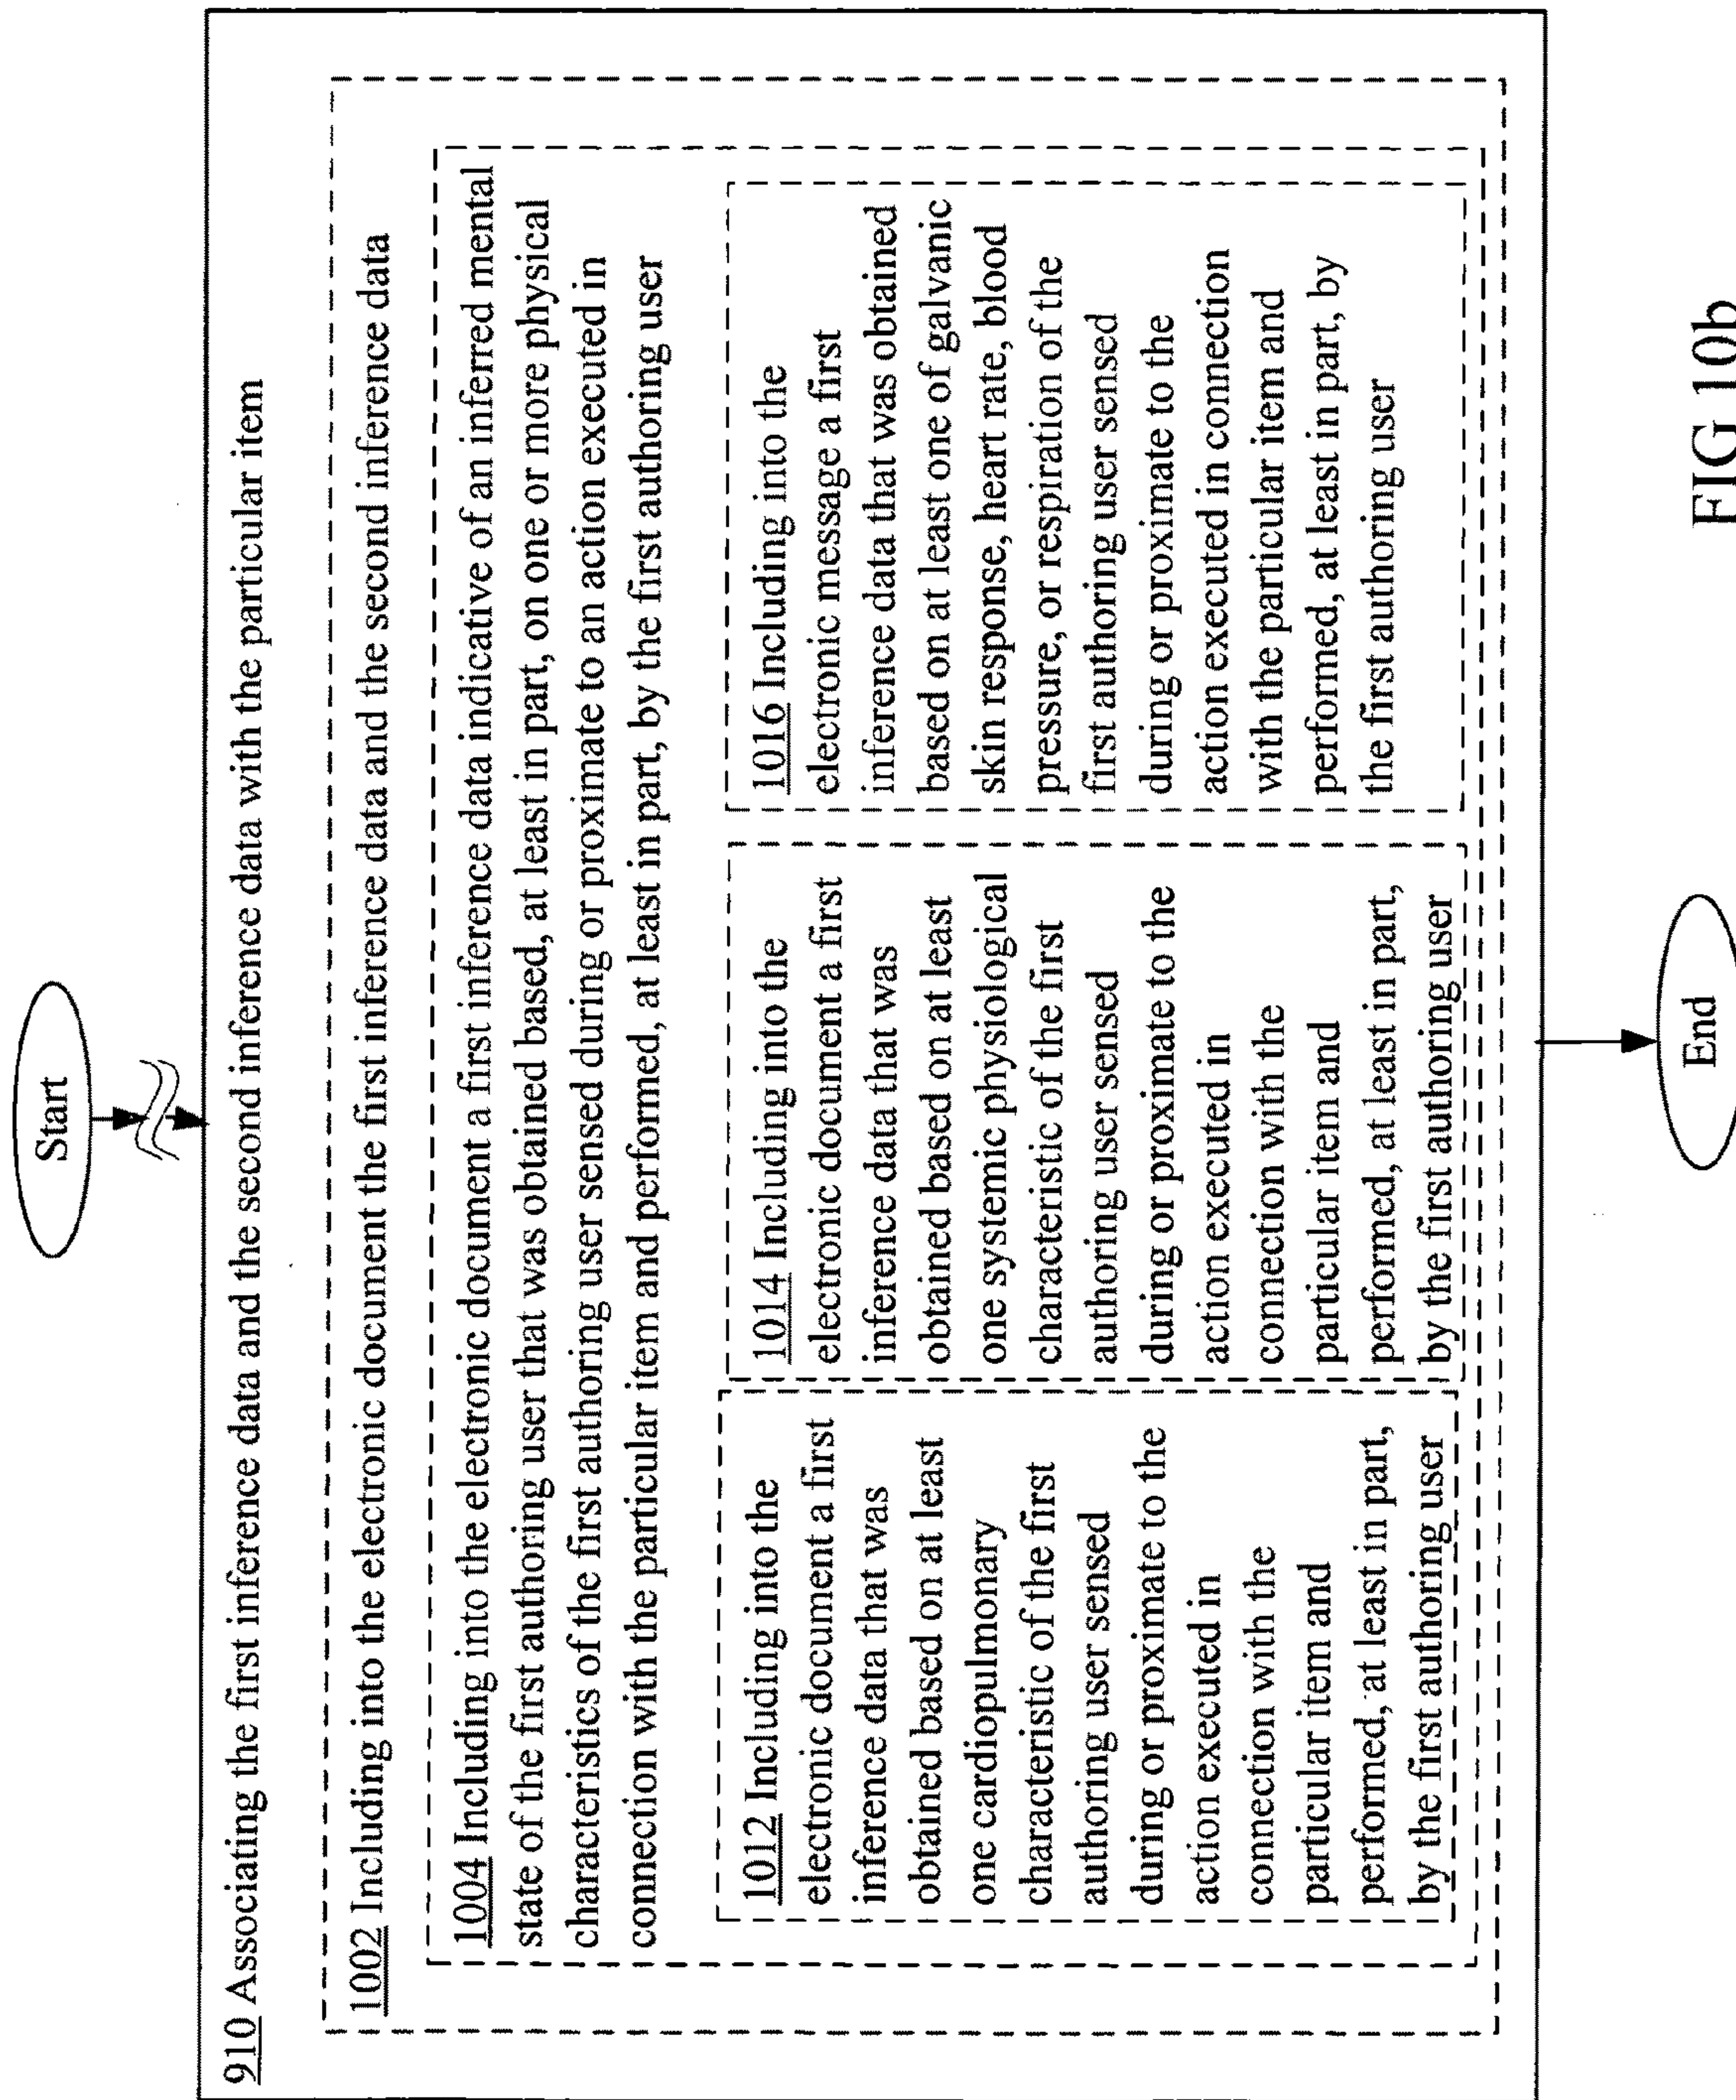 Start
910 Associating the first inference data and the second inference data with the particular item
1002 Including into the electronic document the first inference data and the second inference data
1004 Including into the electronic document a first inference data indicative of an inferred mental
state of the first authoring user that was obtained based, at least in part, on one or more physical
characteristics of the first authoring user sensed during or proximate to an action executed in
connection with the particular item and performed, at least in part, by the first authoring user
1012 Including into the
electronic document a first
inference data that was
obtained based on at least
one cardiopulmonary
characteristic of the first
authoring user sensed
during or proximate to the
action executed in
connection with the
particular item and
performed, at least in part,
by the first authoring user
1014 Including into the
electronic document a first
inference data that was
obtained based on at least
one systemic physiological
characteristic of the first
authoring user sensed
during or proximate to the
action executed in
connection with the
particular item and
performed, at least in part,
by the first authoring user
1016 Including into the
electronic message a first
inference data that was obtained
based on at least one of galvanic
skin response, heart rate, blood
pressure, or respiration of the
first authoring user sensed
during or proximate to the
action executed in connection
with the particular item and
performed, at least in part, by
the first authoring user
End
FIG 10b